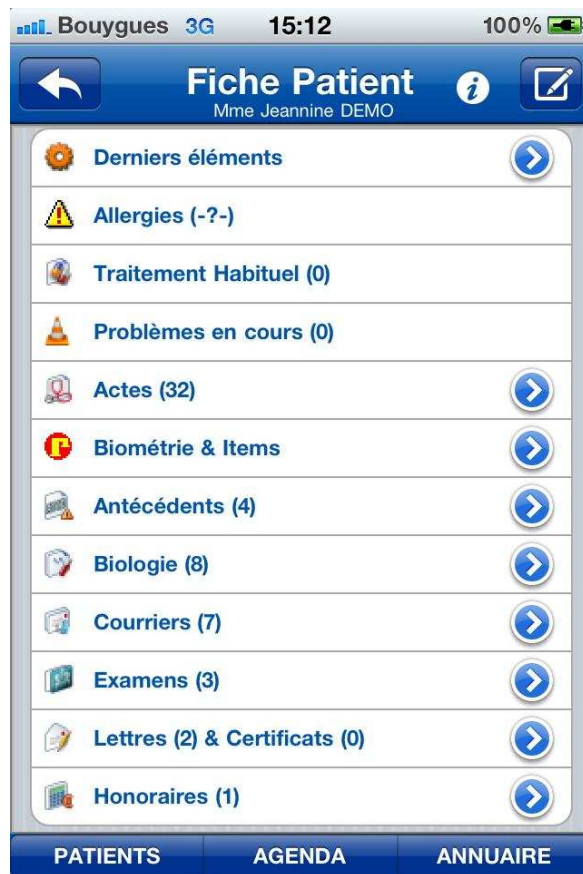 Bouygues 3G 15:12 100%
Fiche Patient
Mme Jeannine DEMO
Derniers éléments
Allergies (-?-)
Traitement Habituel (0)
Problèmes en cours (0)
Actes (32)
Biométrie & Items
Antécédents (4)
Biologie (8)
Courriers (7)
Examens (3)
Lettres (2) & Certificats (0)
Honoraires (1)
PATIENTS AGENDA ANNUAIRE